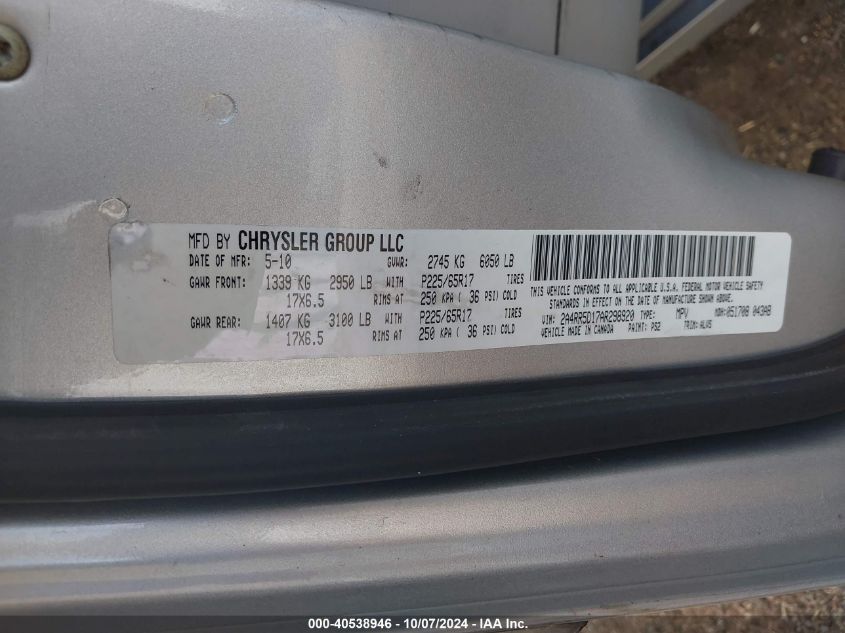 MFD BY CHRYSLER GROUP LLC
DATE OF MFR: 5-10 GVWR: 2745 KG 6050 LB
GAWR FRONT: 1339 KG 2950 LB WITH P225/65R17 TIRES
17X6.5 RIMS AT 250 KPA ( 36 PSI) COLD
GAWR REAR: 1407 KG 3100 LB WITH P225/65R17 TIRES
17X6.5 RIMS AT 250 KPA ( 36 PSI) COLD
THIS VEHICLE CONFORMS TO ALL APPLICABLE U.S.A. FEDERAL MOTOR VEHICLE SAFETY
STANDARDS IN EFFECT ON THE DATE OF MANUFACTURE SHOWN ABOVE.
VIN: 2A4RR5D17AR298920 TYPE: MPV MDH: 051708 043AB
VEHICLE MADE IN CANADA PAINT: PS2 TRIM: ALV5
000-40538946 - 10/07/2024 - IAA Inc.